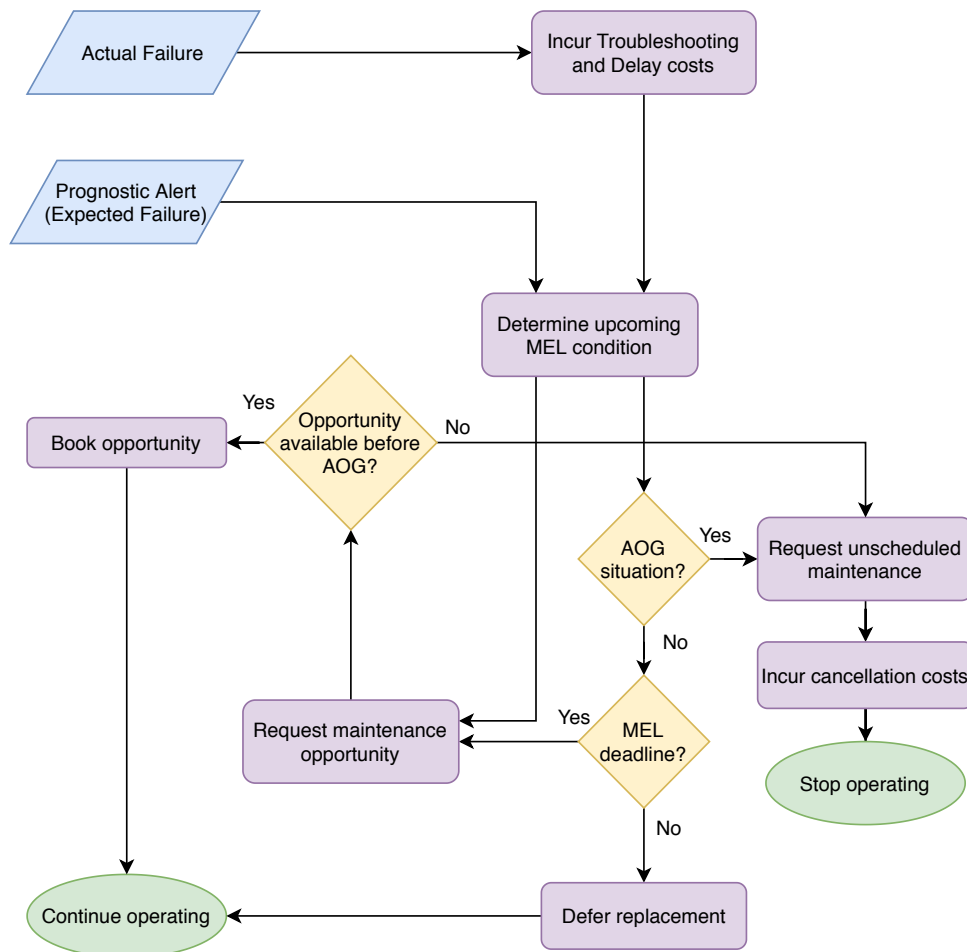 Actual Failure
Incur Troubleshooting
and Delay costs
Prognostic Alert
(Expected Failure)
Determine upcoming
MEL condition
Yes
Opportunity
available before
AOG?
No
Book opportunity
AOG
situation?
Yes
Request unscheduled
maintenance
No
Incur cancellation costs
Request maintenance
opportunity
Yes
MEL
deadline?
Stop operating
No
Continue operating
Defer replacement